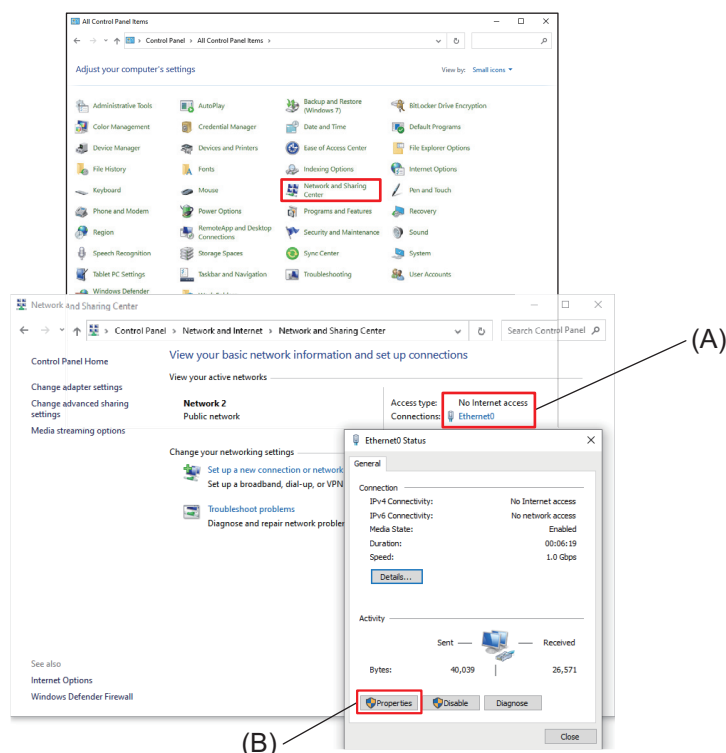 All Control Panel Items
Control Panel > All Control Panel Items >
Adjust your computer's settings
View by: Small icons
Administrative Tools
AutoPlay
Backup and Restore
(Windows 7)
BitLocker Drive Encryption
Color Management
Credential Manager
Date and Time
Default Programs
Device Manager
Devices and Printers
Ease of Access Center
File Explorer Options
File History
Fonts
Indexing Options
Internet Options
Keyboard
Mouse
Network and Sharing
Center
Pen and Touch
Phone and Modem
Power Options
Programs and Features
Recovery
Region
RemoteApp and Desktop
Connections
Security and Maintenance
Sound
Speech Recognition
Storage Spaces
Sync Center
System
Tablet PC Settings
Taskbar and Navigation
Troubleshooting
User Accounts
Windows Defender
Network and Sharing Center
Control Panel > Network and Internet > Network and Sharing Center
Search Control Panel
(A)
Control Panel Home
Change adapter settings
Change advanced sharing
settings
Media streaming options
View your basic network information and set up connections
View your active networks
Network 2
Public network
Access type: No Internet access
Connections: Ethernet0
Change your networking settings
Set up a new connection or network
Set up a broadband, dial-up, or VPN
Troubleshoot problems
Diagnose and repair network probler
See also
Internet Options
Windows Defender Firewall
Ethernet0 Status
General
Connection
IPv4 Connectivity: No Internet access
IPv6 Connectivity: No network access
Media State: Enabled
Duration: 00:06:19
Speed: 1.0 Gbps
Details...
Activity
Sent — Received
Bytes: 40,039 | 26,571
Properties
Disable
Diagnose
Close
(B)